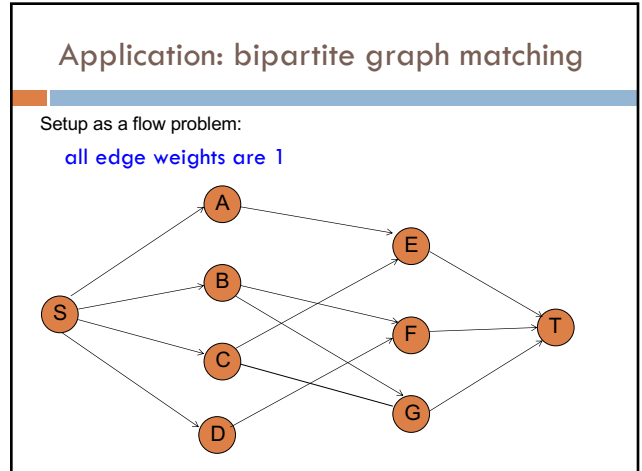 Application: bipartite graph matching
Setup as a flow problem:
all edge weights are 1
A
E
B
S
F
T
C
G
D